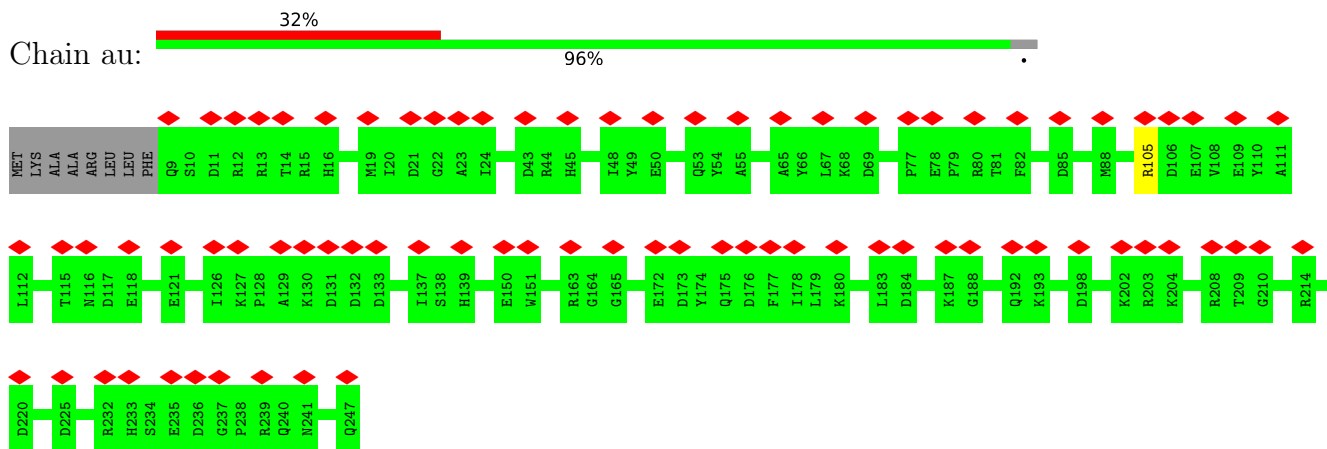 32%
Chain au:
96%
•
MET LYS ALA ALA ARG LEU LEU PHE Q9 S10 D11 R12 R13 T14 R15 H16 M19 I20 D21 G22 A23 I24 D43 R44 H45 I48 Y49 E50 Q53 Y54 A55 A65 Y66 L67 K68 D69 P77 E78 P79 R80 T81 F82 D85 M88 R105 D106 E107 V108 E109 Y110 A111
L112 T115 N116 D117 E118 E121 I126 K127 P128 A129 K130 D131 D132 D133 I137 S138 H139 E150 W151 R163 G164 G165 E172 D173 Y174 Q175 D176 F177 I178 L179 K180 L183 D184 K187 G188 Q192 K193 D198 K202 R203 K204 R208 T209 G210 R214
D220 D225 R232 H233 S234 E235 D236 G237 P238 R239 Q240 N241 Q247